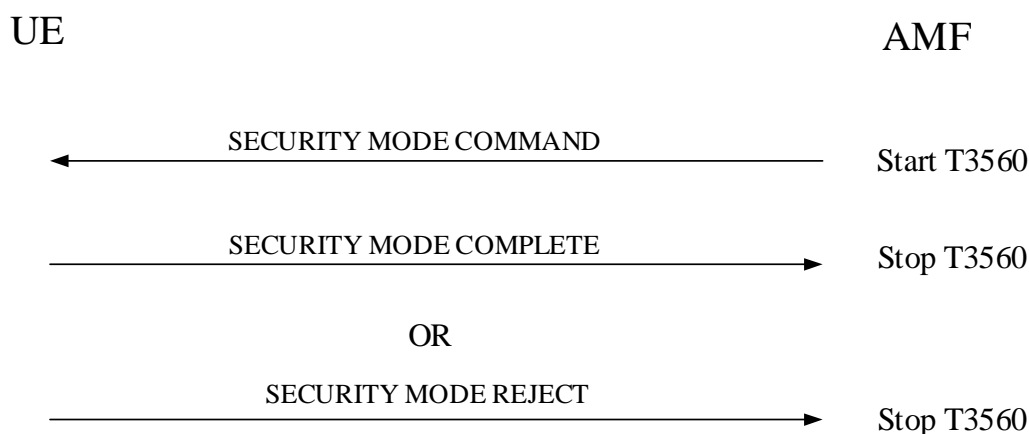 UE
AMF
SECURITY MODE COMMAND
Start T3560
SECURITY MODE COMPLETE
Stop T3560
OR
SECURITY MODE REJECT
Stop T3560